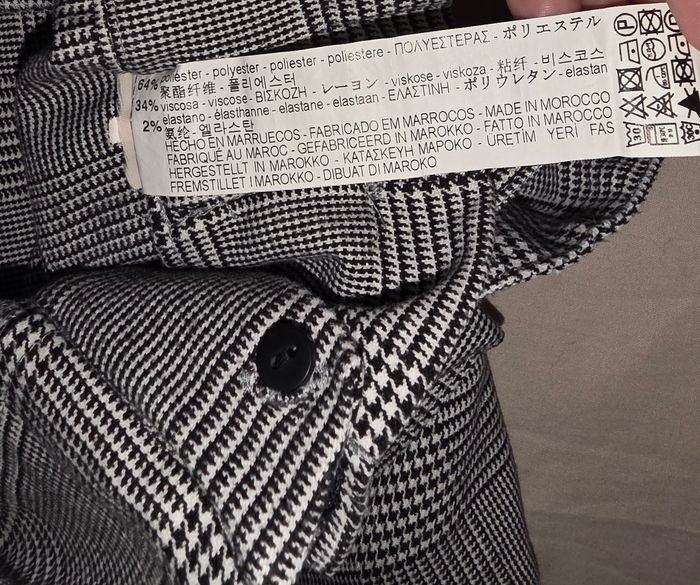 64% poliéster - polyester - poliester - poliestere - ΠΟΛΥΕΣΤΕΡΑΣ - ポリエステル
聚酯纤维 - 폴리에스터
34% viscosa - viscose - ΒΙΣΚΟΖΗ - レーヨン - viskose - viskoza - 粘纤 - 비스코스
elastano - élasthanne - elastane - elastaan - ΕΛΑΣΤΙΝΗ - ポリウレタン - elastan
2% 氨纶 - 엘라스탄
HECHO EN MARRUECOS - FABRICADO EM MARROCOS - MADE IN MOROCCO
FABRIQUÉ AU MAROC - GEFABRICEERD IN MAROKKO - FATTO IN MAROCCO
HERGESTELLT IN MAROKKO - ΚΑΤΑΣΚΕΥΗ ΜΑΡΟΚΟ - ÜRETİM YERİ FAS
FREMSTILLET I MAROKKO - DIBUAT DI MAROKO